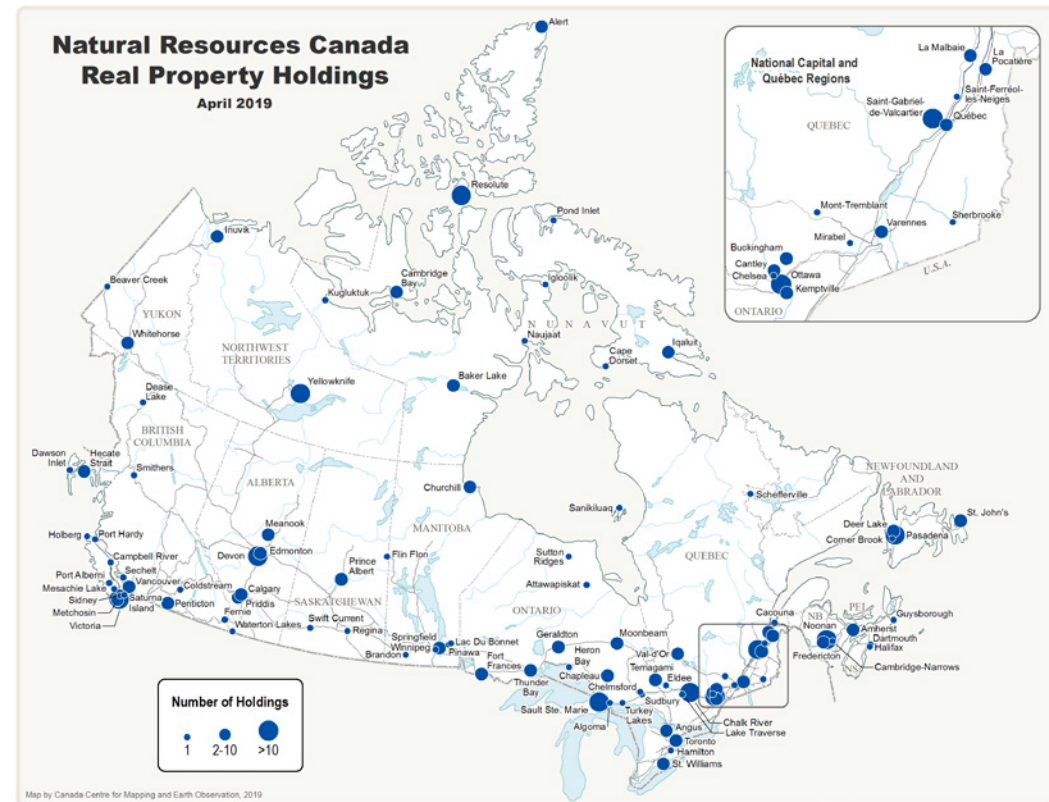 Natural Resources Canada
Real Property Holdings
April 2019
Alert
Resolute
Pond Inlet
Inuvik
Beaver Creek
Kugluktuk
Cambridge
Bay
Igloolik
YUKON
NUNAVUT
Naujaat
Whitehorse
NORTHWEST
TERRITORIES
Cape
Dorset
Iqaluit
Yellowknife
Baker Lake
Dease
Lake
BRITISH
COLUMBIA
Dawson
Inlet
Hecate
Strait
Smithers
ALBERTA
Churchill
MANITOBA
Sanikiluaq
Schefferville
NEWFOUNDLAND
AND
LABRADOR
Meanook
Holberg
Port Hardy
Devon
Edmonton
Flin Flon
Prince
Albert
Sutton
Ridges
QUEBEC
Deer Lake
Corner Brook
St. John's
Pasadena
Campbell River
Sechelt
Port Alberni
Vancouver
Mesachie Lake
Coldstream
Calgary
Priddis
Attawapiskat
Sidney
Saturna
Island
Metchosin
Penticton
Fernie
SASKATCHEWAN
ONTARIO
Victoria
Waterton Lakes
Swift Current
Regina
Springfield
Winnipeg
Brandon
Lac Du Bonnet
Pinawa
Fort
Frances
Geraldton
Heron
Bay
Moonbeam
Val-d'Or
Cacouna
NB
PEI
Noonan
Guysborough
Amherst
Dartmouth
Halifax
Fredericton
NS
Cambridge-Narrows
Thunder
Bay
Chapleau
Temagami
Eldee
Chelmsford
Sudbury
Sault Ste. Marie
Turkey
Lakes
Algoma
Chalk River
Lake Traverse
Angus
Toronto
Hamilton
St. Williams
National Capital and
Québec Regions
La Malbaie
La
Pocatière
Saint-Ferréol-
les-Neiges
Saint-Gabriel-
de-Valcartier
QUEBEC
Québec
Mont-Tremblant
Sherbrooke
Varennes
Mirabel
Buckingham
Cantley
Chelsea
Ottawa
Kemptville
U.S.A.
ONTARIO
Number of Holdings
1
2-10
>10
Map by Canada Centre for Mapping and Earth Observation, 2019